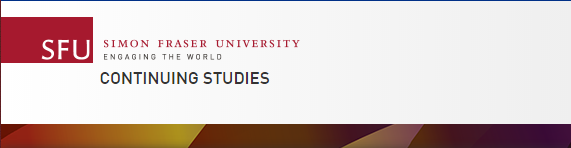 SFU SIMON FRASER UNIVERSITY
ENGAGING THE WORLD
CONTINUING STUDIES